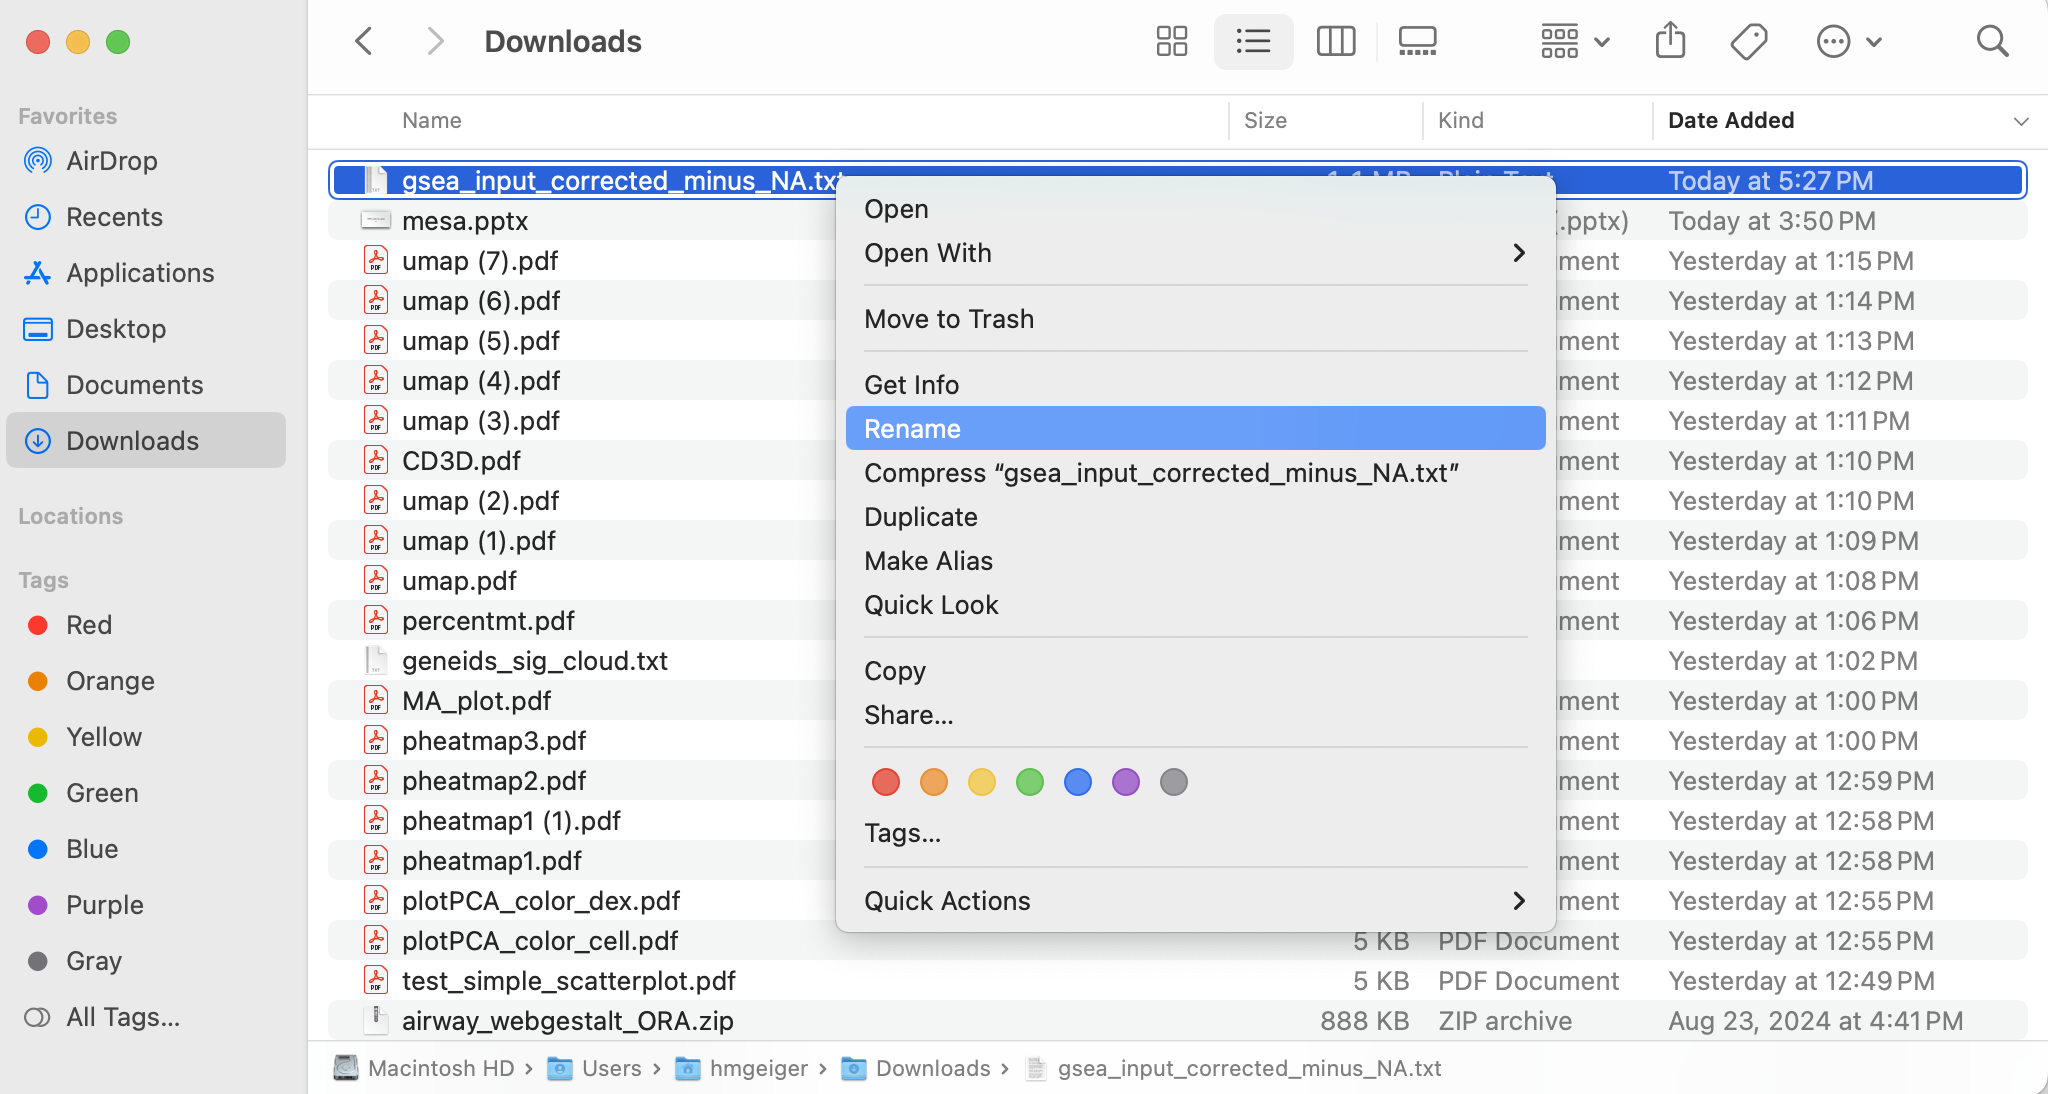 Downloads
Favorites
AirDrop
Recents
Applications
Desktop
Documents
Downloads
Locations
Tags
Red
Orange
Yellow
Green
Blue
Purple
Gray
All Tags...
Name Size Kind Date Added
gsea_input_corrected_minus_NA.txt Today at 5:27 PM
mesa.pptx (.pptx) Today at 3:50 PM
umap (7).pdf ment Yesterday at 1:15 PM
umap (6).pdf ment Yesterday at 1:14 PM
umap (5).pdf ment Yesterday at 1:13 PM
umap (4).pdf ment Yesterday at 1:12 PM
umap (3).pdf ment Yesterday at 1:11 PM
CD3D.pdf ment Yesterday at 1:10 PM
umap (2).pdf ment Yesterday at 1:10 PM
umap (1).pdf ment Yesterday at 1:09 PM
umap.pdf ment Yesterday at 1:08 PM
percentmt.pdf ment Yesterday at 1:06 PM
geneids_sig_cloud.txt Yesterday at 1:02 PM
MA_plot.pdf ment Yesterday at 1:00 PM
pheatmap3.pdf ment Yesterday at 1:00 PM
pheatmap2.pdf ment Yesterday at 12:59 PM
pheatmap1 (1).pdf ment Yesterday at 12:58 PM
pheatmap1.pdf ment Yesterday at 12:58 PM
plotPCA_color_dex.pdf ment Yesterday at 12:55 PM
plotPCA_color_cell.pdf 5 KB PDF Document Yesterday at 12:55 PM
test_simple_scatterplot.pdf 5 KB PDF Document Yesterday at 12:49 PM
airway_webgestalt_ORA.zip 888 KB ZIP archive Aug 23, 2024 at 4:41 PM
Open
Open With
Move to Trash
Get Info
Rename
Compress “gsea_input_corrected_minus_NA.txt”
Duplicate
Make Alias
Quick Look
Copy
Share...
Tags...
Quick Actions
Macintosh HD › Users › hmgeiger › Downloads › gsea_input_corrected_minus_NA.txt